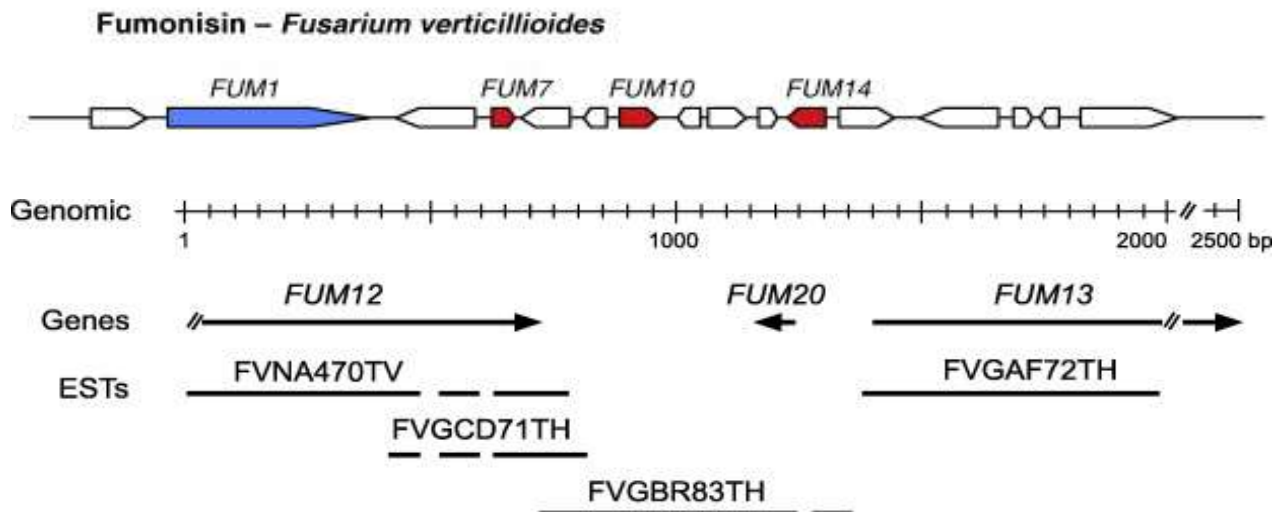 Fumonisin – Fusarium verticillioides
FUM1 FUM7 FUM10 FUM14
Genomic
1 1000 2000 2500 bp
FUM12 FUM20 FUM13
Genes
FVNA470TV FVGAF72TH
ESTs
FVGCD71TH
FVGBR83TH